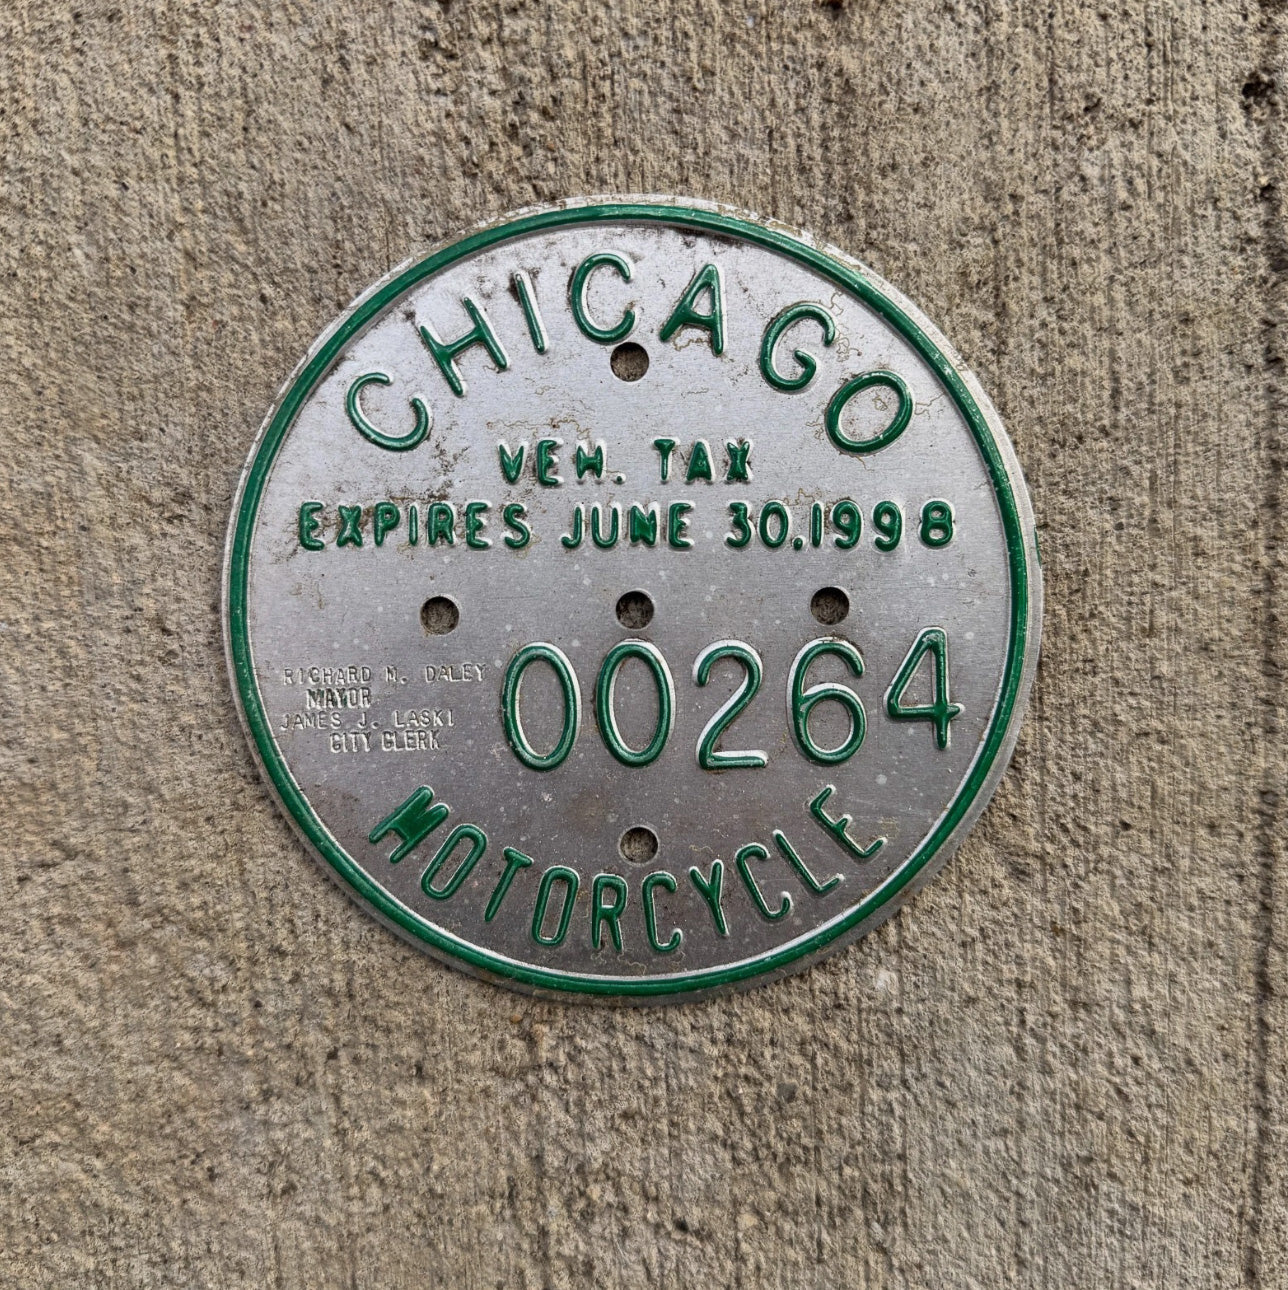 CHICAGO
VEH. TAX
EXPIRES JUNE 30,1998
00264
RICHARD M. DALEY
MAYOR
JAMES J. LASKI
CITY CLERK
MOTORCYCLE